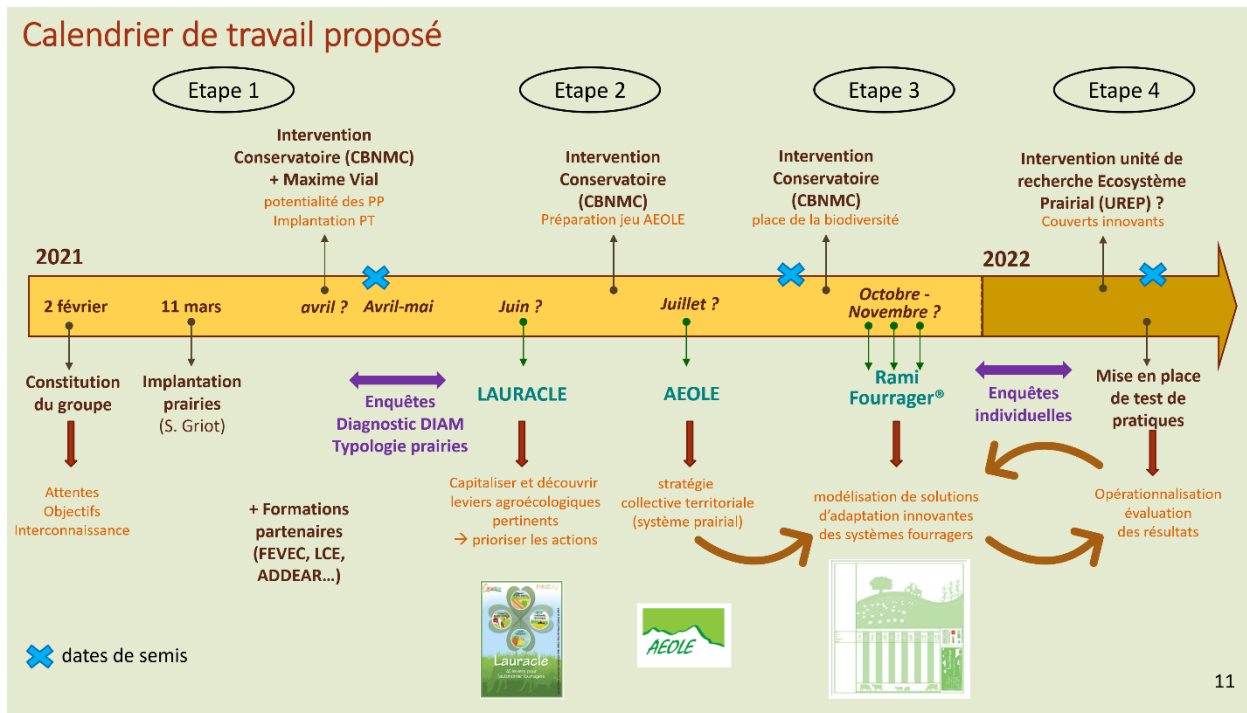 Calendrier de travail proposé
Etape 1
Etape 2
Etape 3
Etape 4
Intervention
Conservatoire (CBNMC)
+ Maxime Vial
potentialité des PP
Implantation PT
Intervention
Conservatoire
(CBNMC)
Préparation jeu AEOLE
Intervention
Conservatoire
(CBNMC)
place de la biodiversité
Intervention unité de
recherche Ecosystème
Prairial (UREP) ?
Couverts innovants
2021
2022
2 février
11 mars
avril ?
Avril-mai
Juin ?
Juillet ?
Octobre -
Novembre ?
Constitution
du groupe
Implantation
prairies
(S. Griot)
Enquêtes
Diagnostic DIAM
Typologie prairies
LAURACLE
AEOLE
Rami
Fourrager®
Enquêtes
individuelles
Mise en place
de test de
pratiques
Attentes
Objectifs
Interconnaissance
+ Formations
partenaires
(FEVEC, LCE,
ADDEAR...)
Capitaliser et découvrir
leviers agroécologiques
pertinents
→ prioriser les actions
stratégie
collective territoriale
(système prairial)
modélisation de solutions
d'adaptation innovantes
des systèmes fourragers
Opérationnalisation
évaluation
des résultats
Lauracle
AEOLE
dates de semis
11